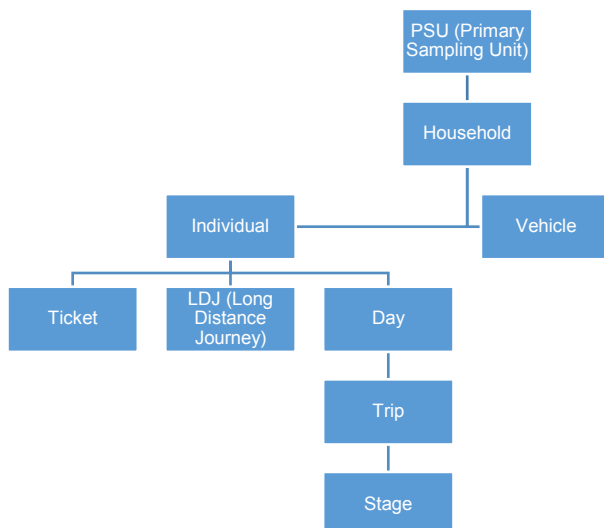 PSU (Primary
Sampling Unit)
Household
Individual
Vehicle
Ticket
LDJ (Long
Distance
Journey)
Day
Trip
Stage